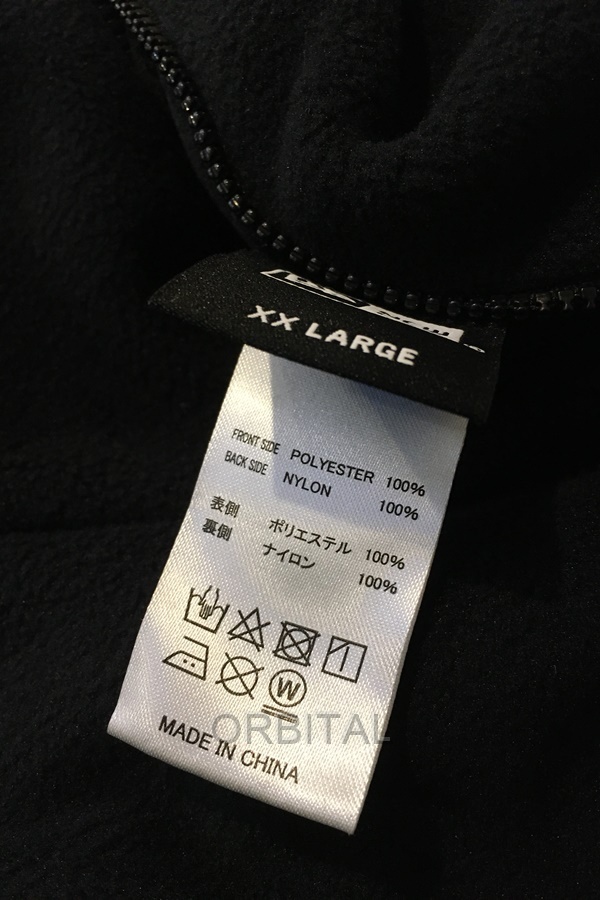 XX LARGE
FRONT SIDE POLYESTER 100%
BACK SIDE NYLON 100%
表側 ポリエステル 100%
裏側 ナイロン 100%
W
MADE IN CHINA
ORBITAL